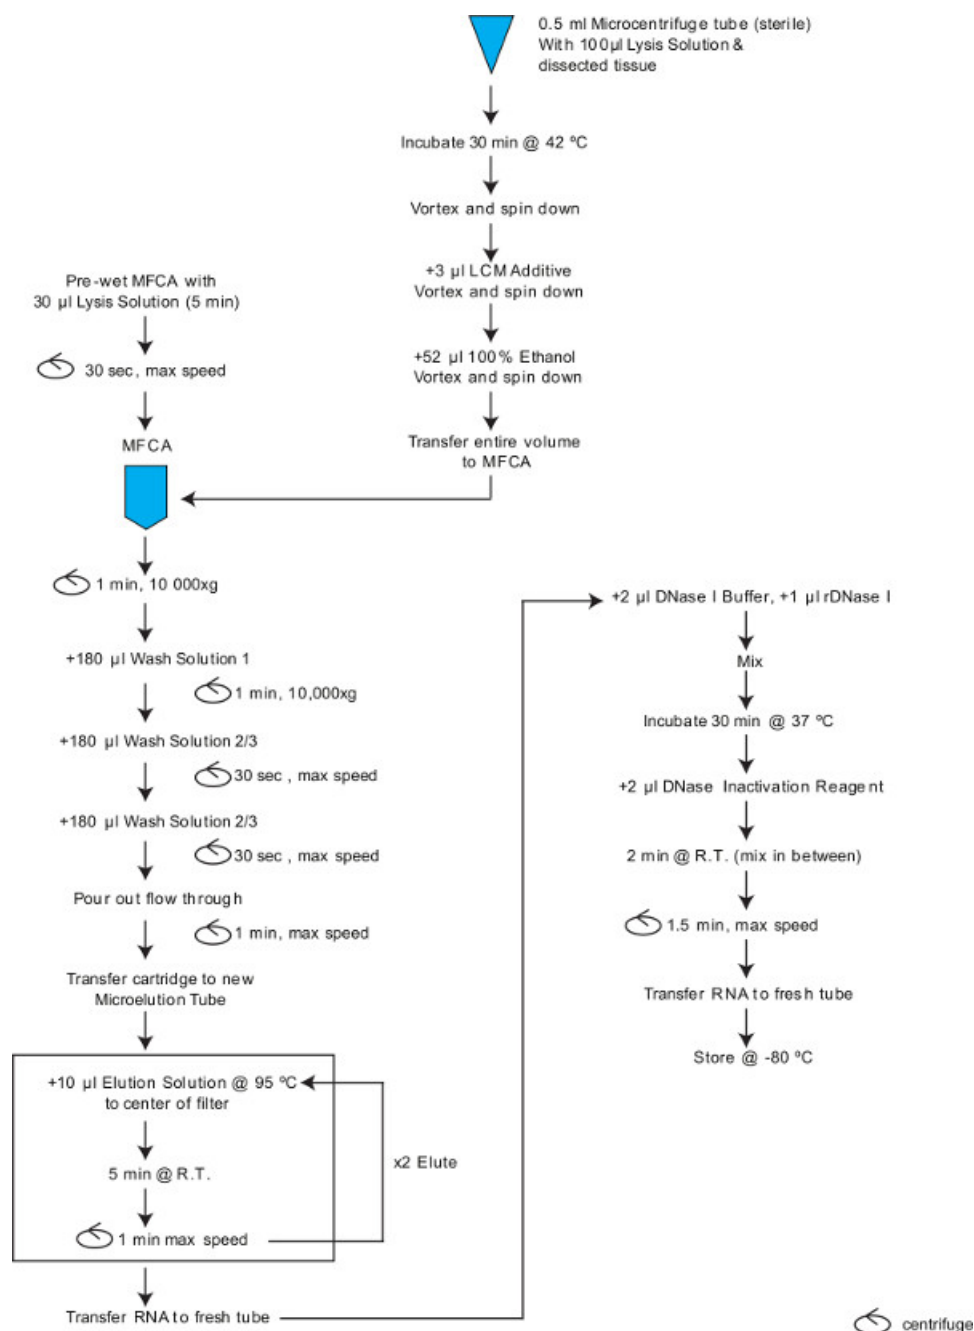 0.5 ml Microcentrifuge tube (sterile)
With 100µl Lysis Solution &
dissected tissue
Incubate 30 min @ 42 ºC
Vortex and spin down
+3 µl LCM Additive
Vortex and spin down
+52 µl 100% Ethanol
Vortex and spin down
Transfer entire volume
to MFCA
Pre-wet MFCA with
30 µl Lysis Solution (5 min)
30 sec, max speed
MFCA
1 min, 10 000xg
+180 µl Wash Solution 1
1 min, 10,000xg
+180 µl Wash Solution 2/3
30 sec , max speed
+180 µl Wash Solution 2/3
30 sec , max speed
Pour out flow through
1 min, max speed
Transfer cartridge to new
Microelution Tube
+10 µl Elution Solution @ 95 ºC
to center of filter
5 min @ R.T.
1 min max speed
x2 Elute
Transfer RNA to fresh tube
+2 µl DNase I Buffer, +1 µl rDNase I
Mix
Incubate 30 min @ 37 ºC
+2 µl DNase Inactivation Reagent
2 min @ R.T. (mix in between)
1.5 min, max speed
Transfer RNA to fresh tube
Store @ -80 ºC
centrifuge